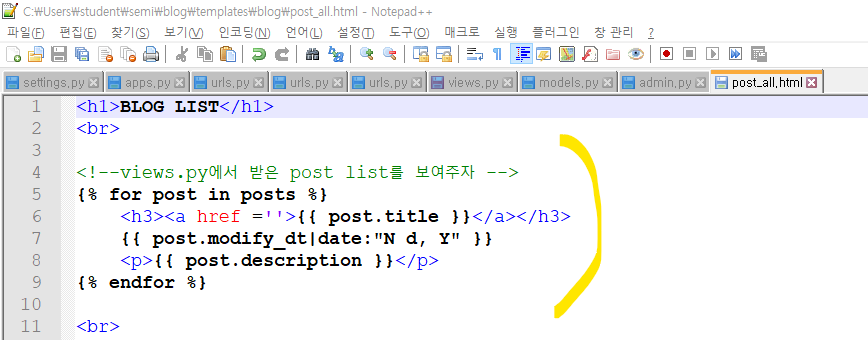 C:￦Users￦student￦semi￦blog￦templates￦blog￦post_all.html - Notepad++
파일(F) 편집(E) 찾기(S) 보기(V) 인코딩(N) 언어(L) 설정(T) 도구(O) 매크로 실행 플러그인 창 관리 ?
settings.py apps.py urls.py urls.py urls.py views.py models.py admin.py post_all.html
1 <h1>BLOG LIST</h1>
2 <br>
3
4 <!--views.py에서 받은 post list를 보여주자 -->
5 {% for post in posts %}
6 <h3><a href =''>{{ post.title }}</a></h3>
7 {{ post.modify_dt|date:"N d, Y" }}
8 <p>{{ post.description }}</p>
9 {% endfor %}
10
11 <br>